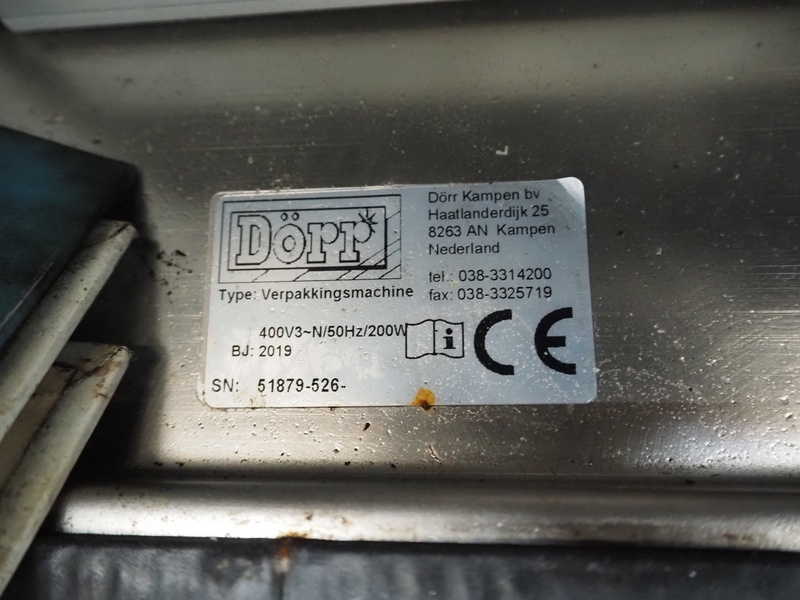 Dörr
Dörr Kampen bv
Haatlanderdijk 25
8263 AN Kampen
Nederland
tel.: 038-3314200
fax: 038-3325719
Type: Verpakkingsmachine
400V3~N/50Hz/200W
BJ: 2019
i
CE
SN: 51879-526-